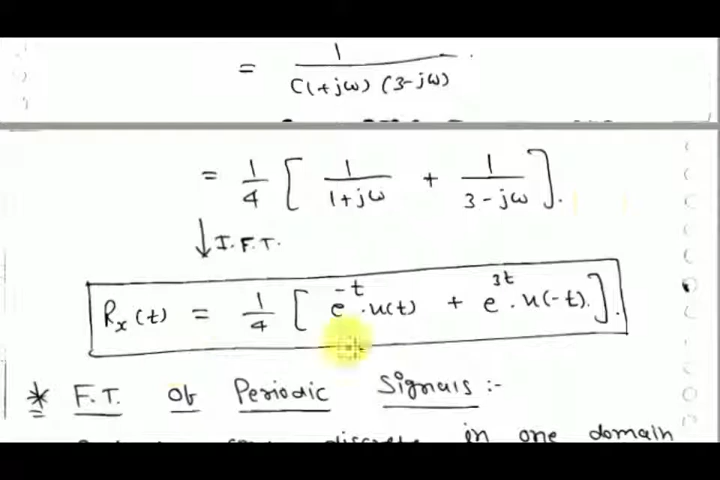 = 1 / (1+jω) (3-jω) .
= 1/4 [ 1/(1+jω) + 1/(3-jω) ].
↓ I.F.T.
Rx(t) = 1/4 [ e^-t . u(t) + e^3t . u(-t). ].
* F.T. Of Periodic Signals :-
discrete in one domain